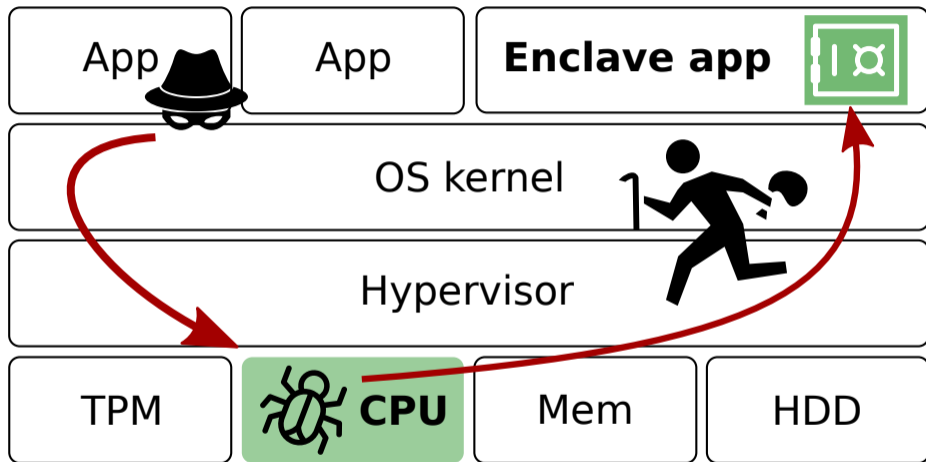 App
App
Enclave app
OS kernel
Hypervisor
TPM
CPU
Mem
HDD